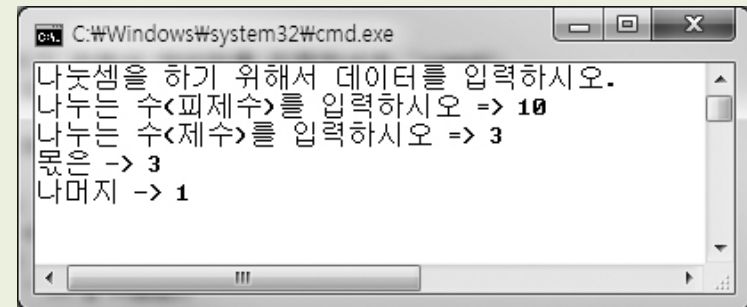 C:₩Windows₩system32₩cmd.exe
나눗셈을 하기 위해서 데이터를 입력하시오.
나누는 수(피제수)를 입력하시오 => 10
나누는 수(제수)를 입력하시오 => 3
몫은 -> 3
나머지 -> 1